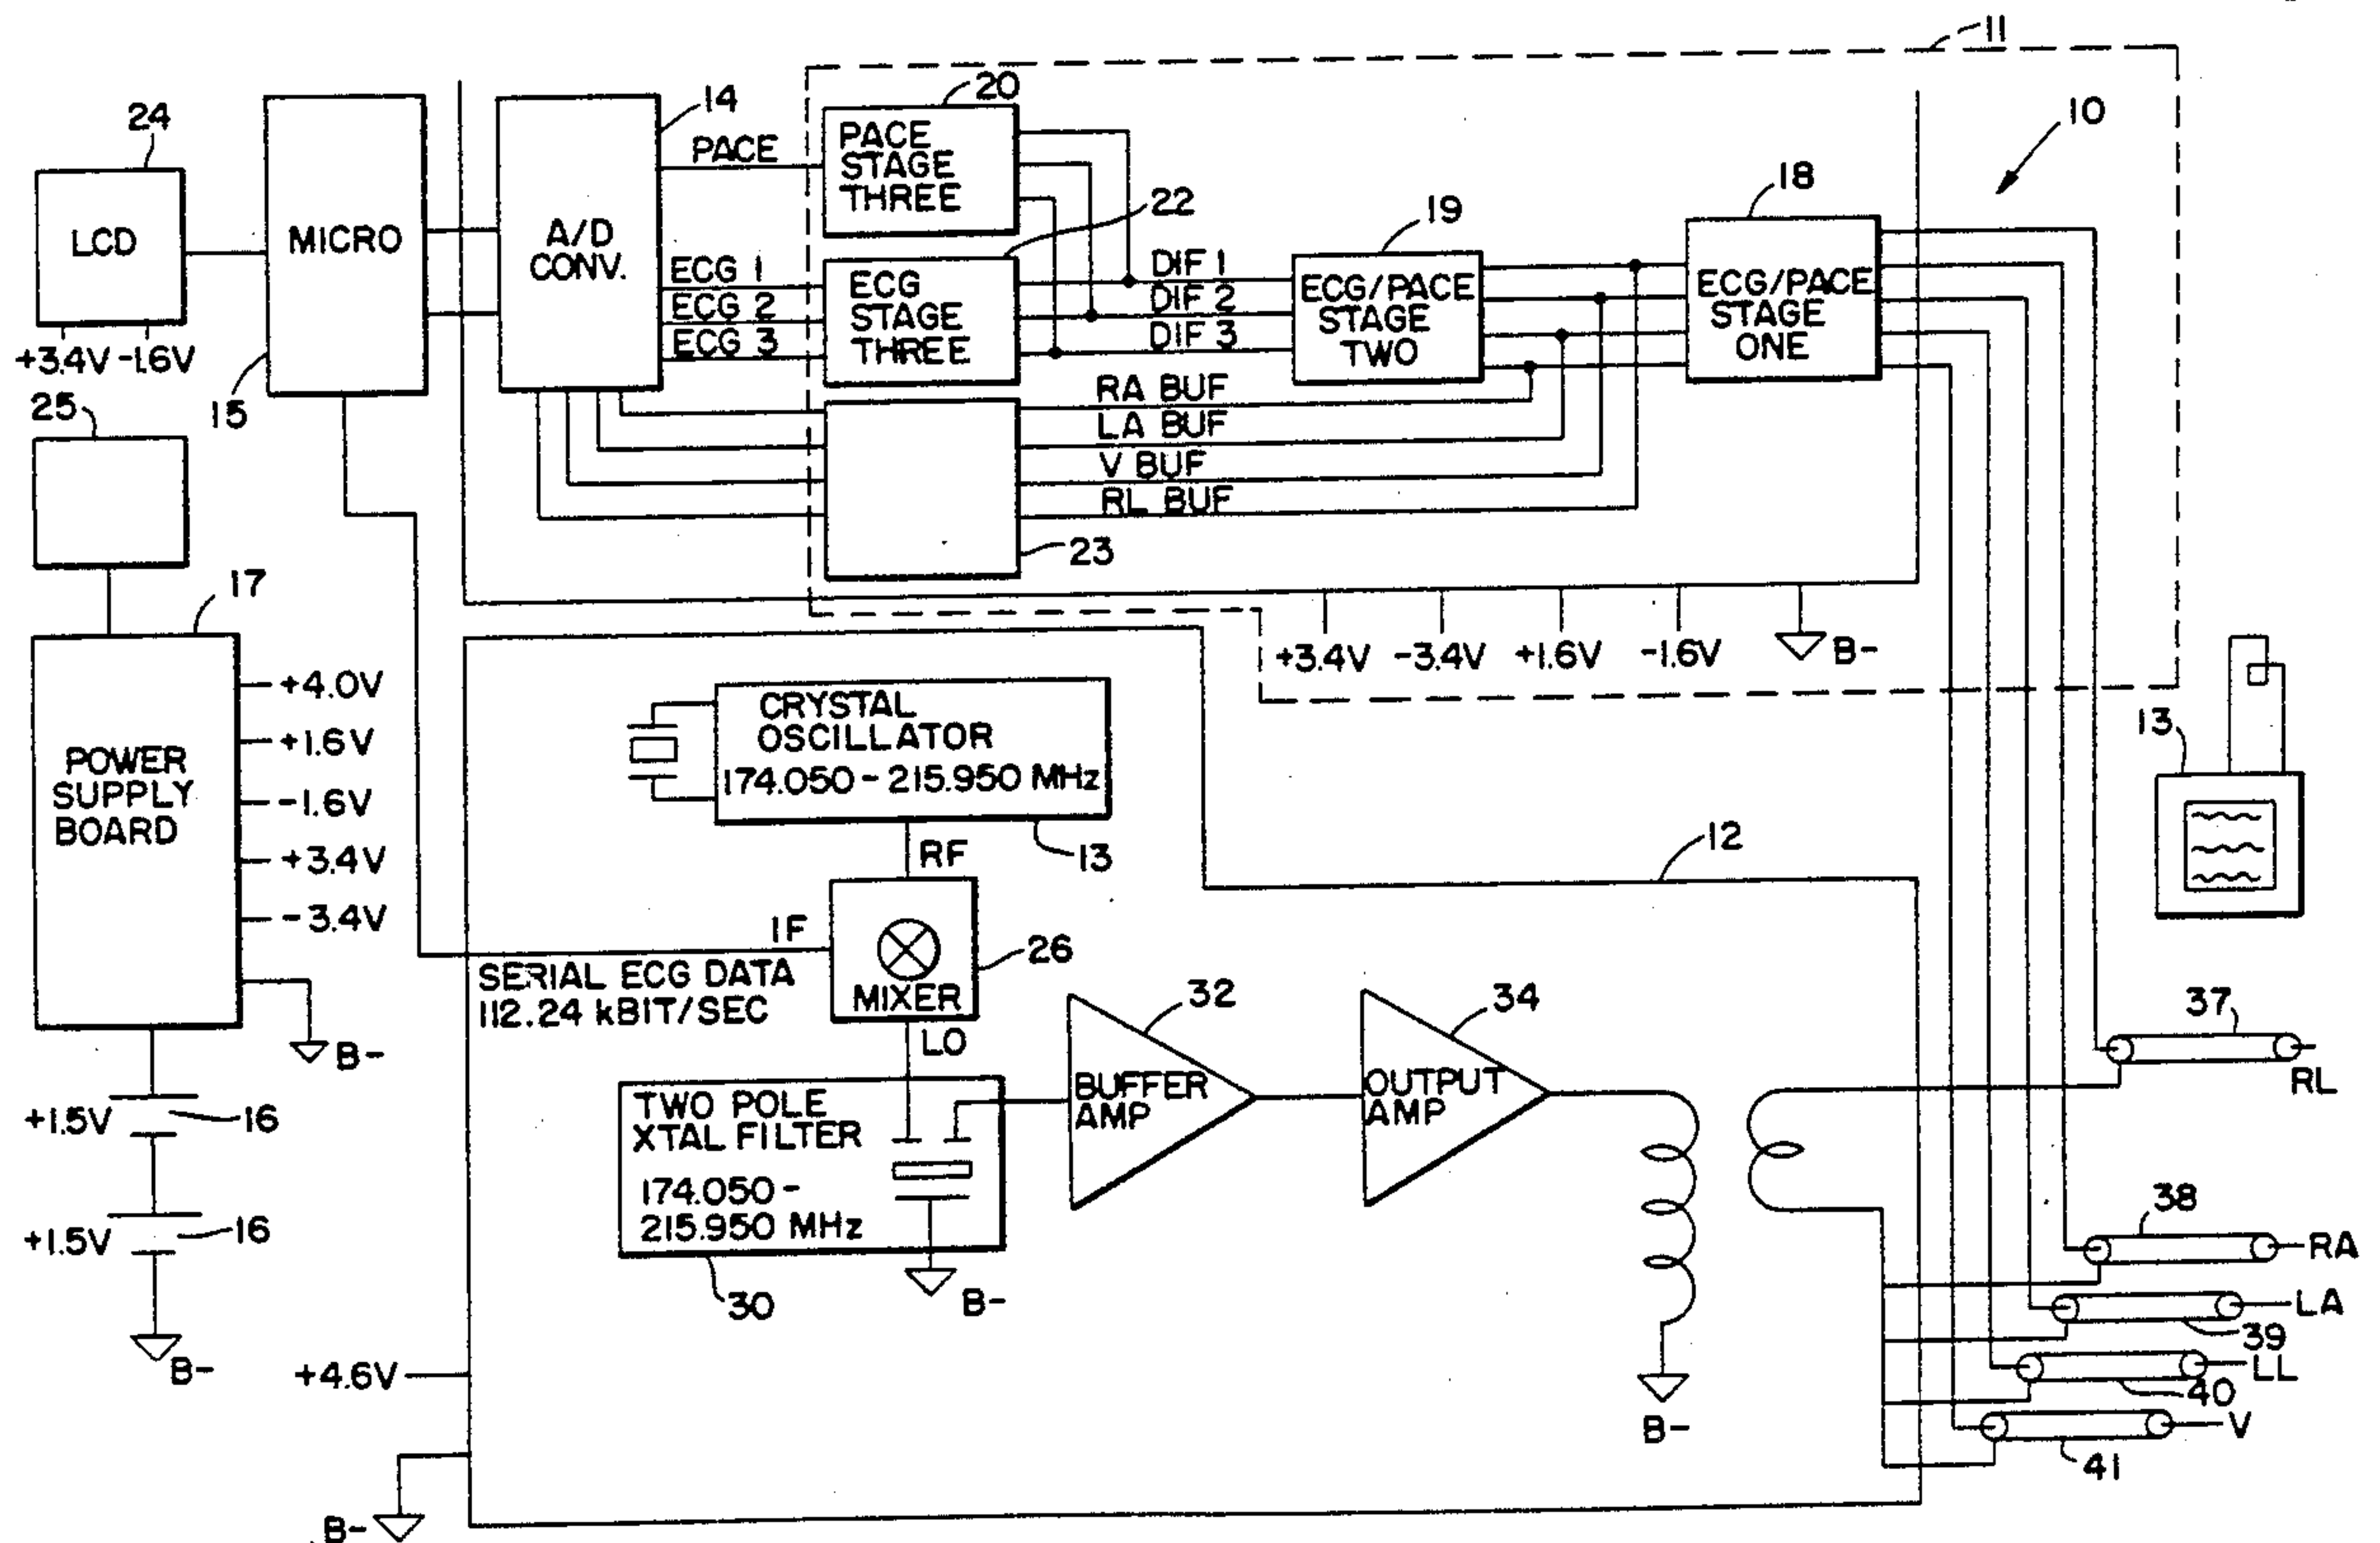 11
10
24
LCD
+3.4V -1.6V
MICRO
15
14
A/D
CONV.
PACE
20
PACE
STAGE
THREE
22
ECG 1
ECG 2
ECG 3
ECG
STAGE
THREE
DIF 1
DIF 2
DIF 3
19
ECG/PACE
STAGE
TWO
18
ECG/PACE
STAGE
ONE
RA BUF
LA BUF
V BUF
RL BUF
23
25
17
POWER
SUPPLY
BOARD
+4.0V
+1.6V
-1.6V
+3.4V
-3.4V
B-
+3.4V -3.4V +1.6V -1.6V B-
CRYSTAL
OSCILLATOR
174.050-215.950 MHz
13
RF
12
13
IF
SERIAL ECG DATA
112.24 kBIT/SEC
MIXER
26
LO
TWO POLE
XTAL FILTER
174.050-
215.950 MHz
30
B-
32
BUFFER
AMP
34
OUTPUT
AMP
B-
+1.5V 16
+1.5V 16
B-
+4.6V
B-
37
RL
38
RA
LA
39
LL
40
V
41